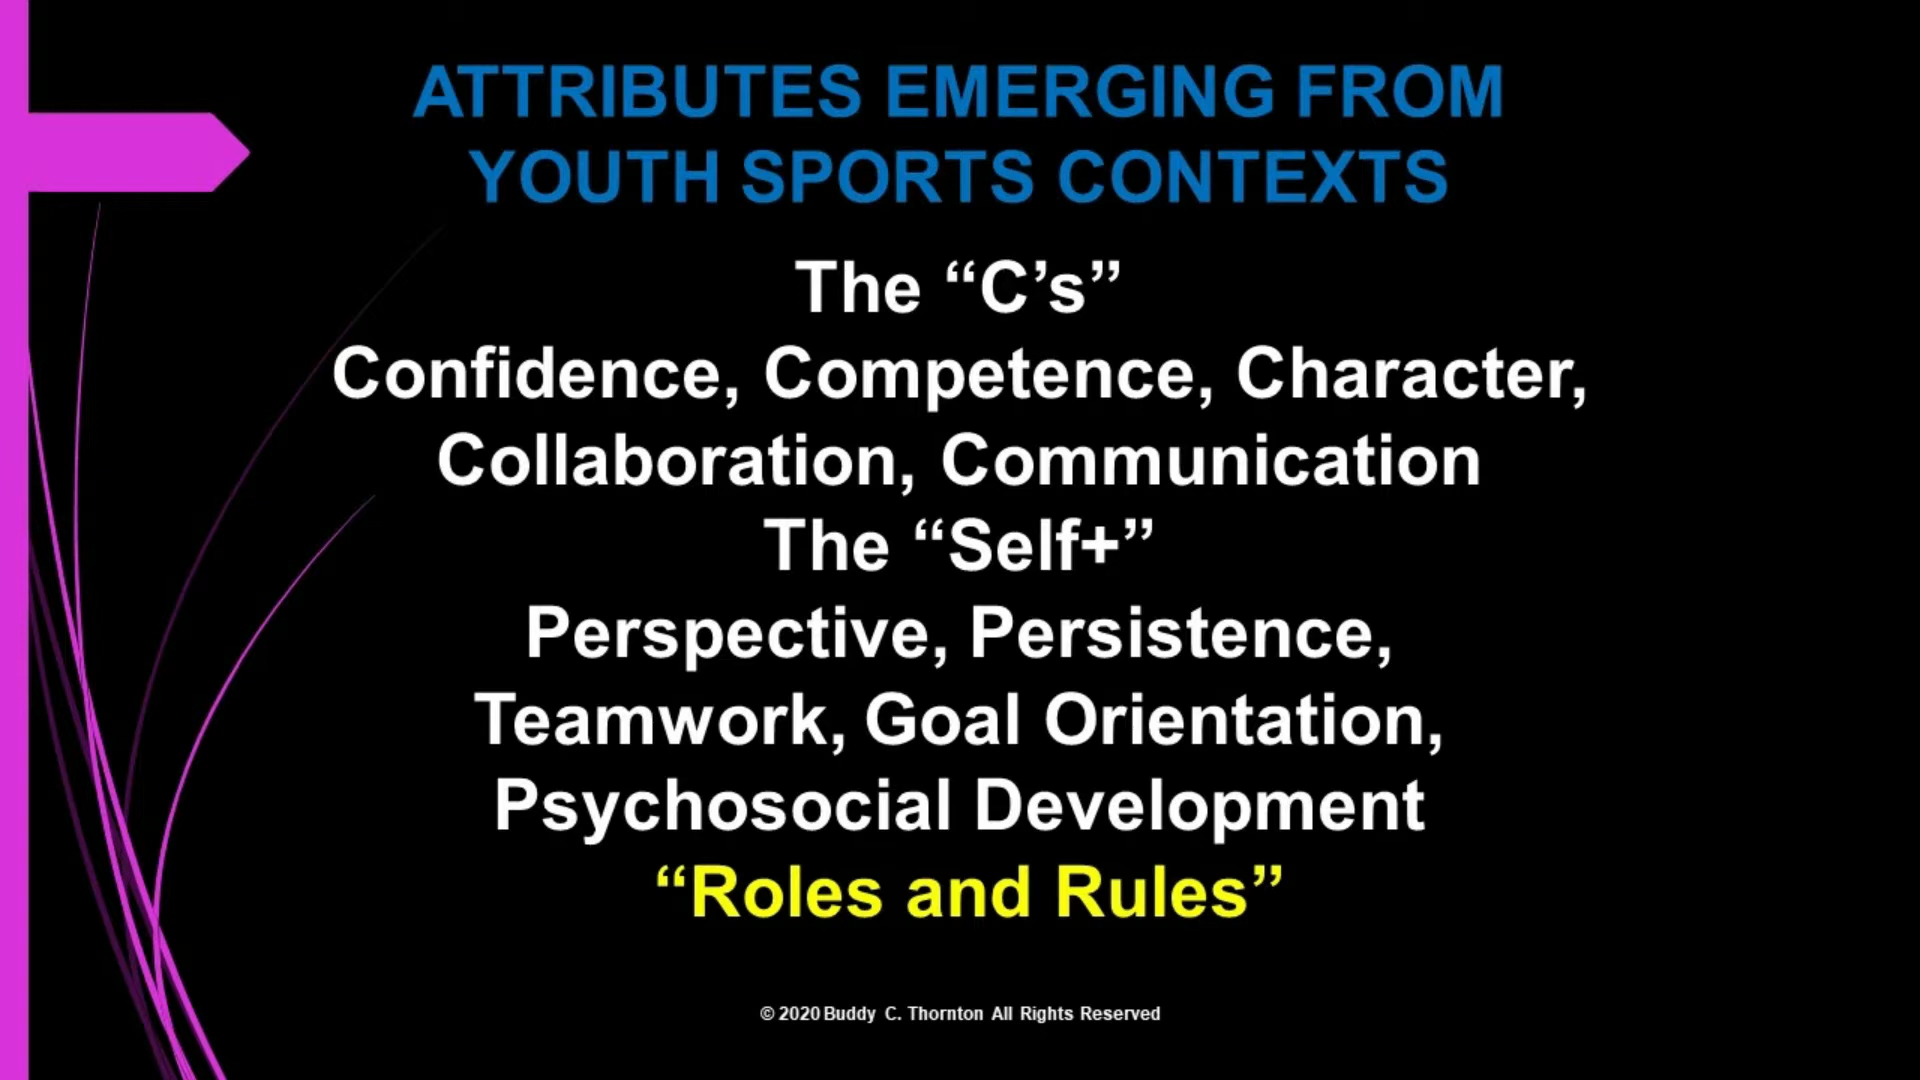 ATTRIBUTES EMERGING FROM
YOUTH SPORTS CONTEXTS
The “C’s”
Confidence, Competence, Character,
Collaboration, Communication
The “Self+”
Perspective, Persistence,
Teamwork, Goal Orientation,
Psychosocial Development
“Roles and Rules”
© 2020 Buddy C. Thornton All Rights Reserved